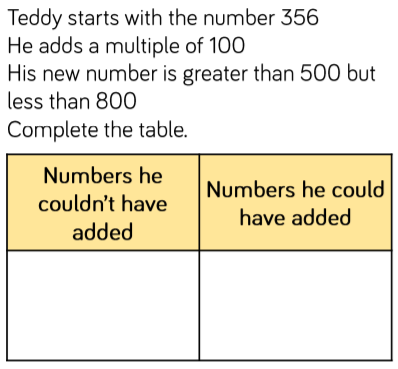 Teddy starts with the number 356
He adds a multiple of 100
His new number is greater than 500 but
less than 800
Complete the table.
Numbers he
couldn't have
added
Numbers he could
have added